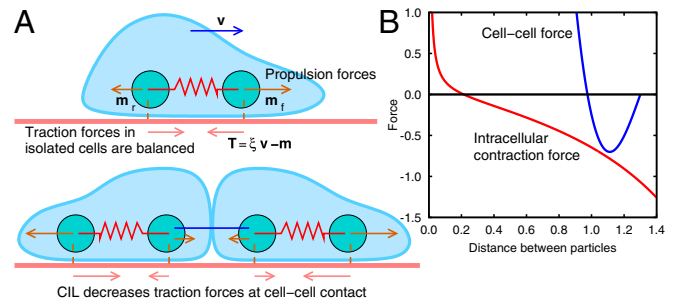 A
v
Propulsion forces
m r
m f
Traction forces in
isolated cells are balanced
T = ξ v – m
CIL decreases traction forces at cell–cell contact
B
1.0
0.5
0.0
-0.5
-1.0
-1.5
Force
Cell–cell force
Intracellular
contraction force
0.0 0.2 0.4 0.6 0.8 1.0 1.2 1.4
Distance between particles